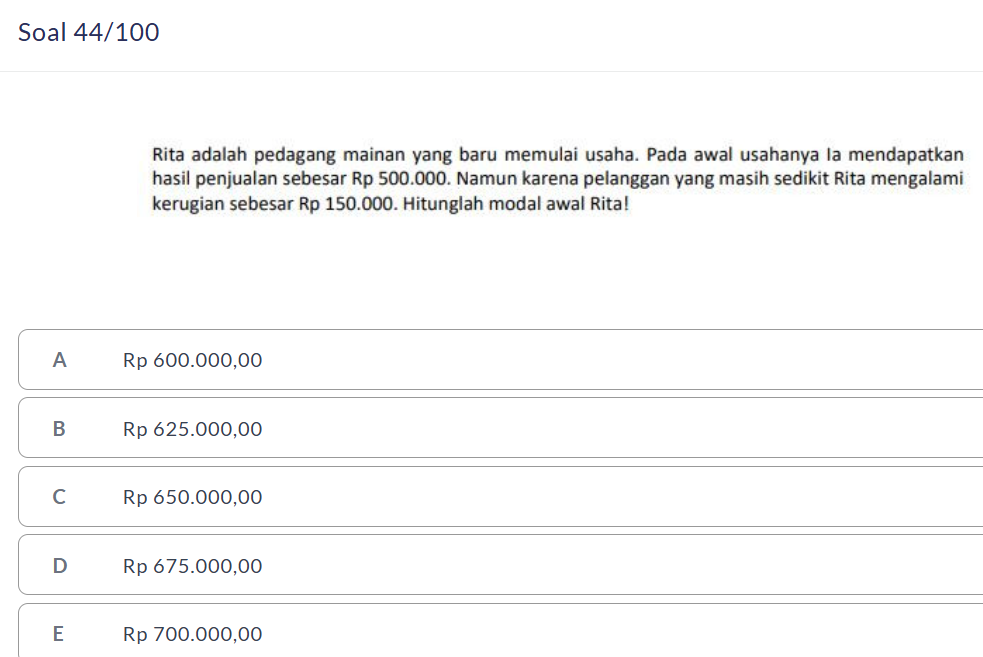 Soal 44/100
Rita adalah pedagang mainan yang baru memulai usaha. Pada awal usahanya Ia mendapatkan
hasil penjualan sebesar Rp 500.000. Namun karena pelanggan yang masih sedikit Rita mengalami
kerugian sebesar Rp 150.000. Hitunglah modal awal Rita!
A Rp 600.000,00
B Rp 625.000,00
C Rp 650.000,00
D Rp 675.000,00
E Rp 700.000,00